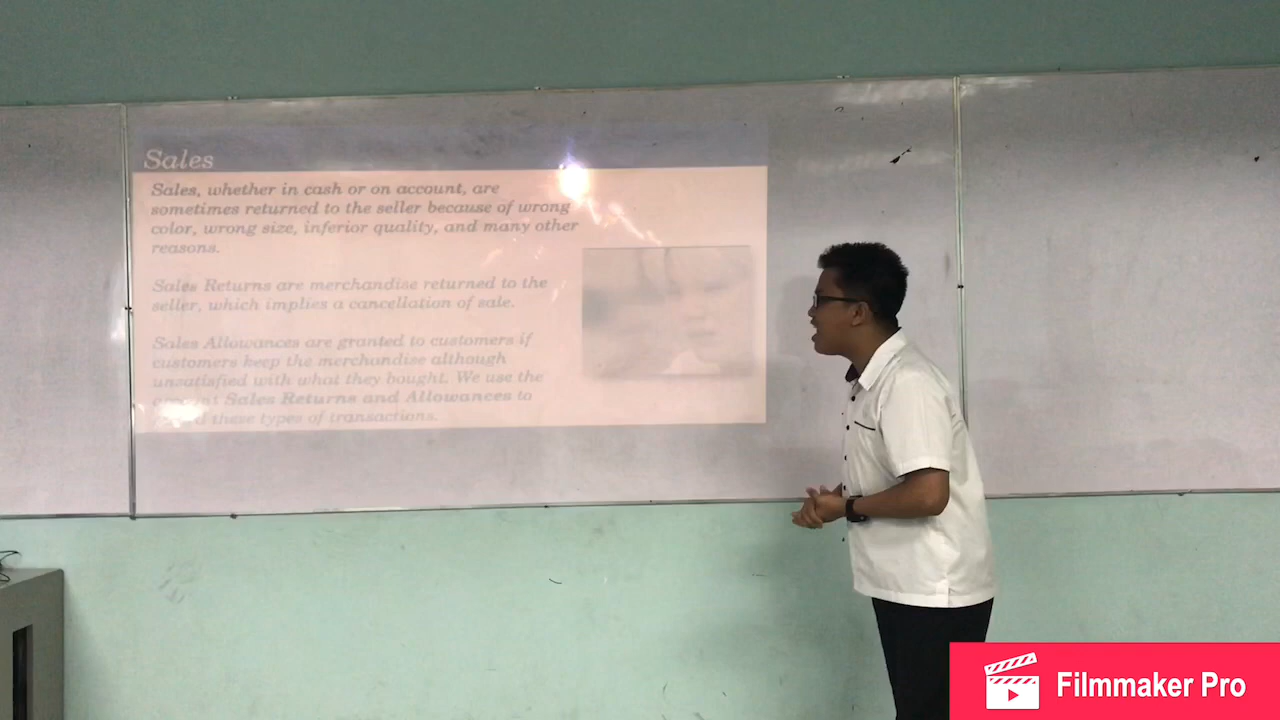 Sales
Sales, whether in cash or on account, are
sometimes returned to the seller because of wrong
color, wrong size, inferior quality, and many other
reasons.
Sales Returns are merchandise returned to the
seller, which implies a cancellation of sale.
Sales Allowances are granted to customers if
customers keep the merchandise although
unsatisfied with what they bought. We use the
Sales Returns and Allowances to
these types of transactions.
Filmmaker Pro